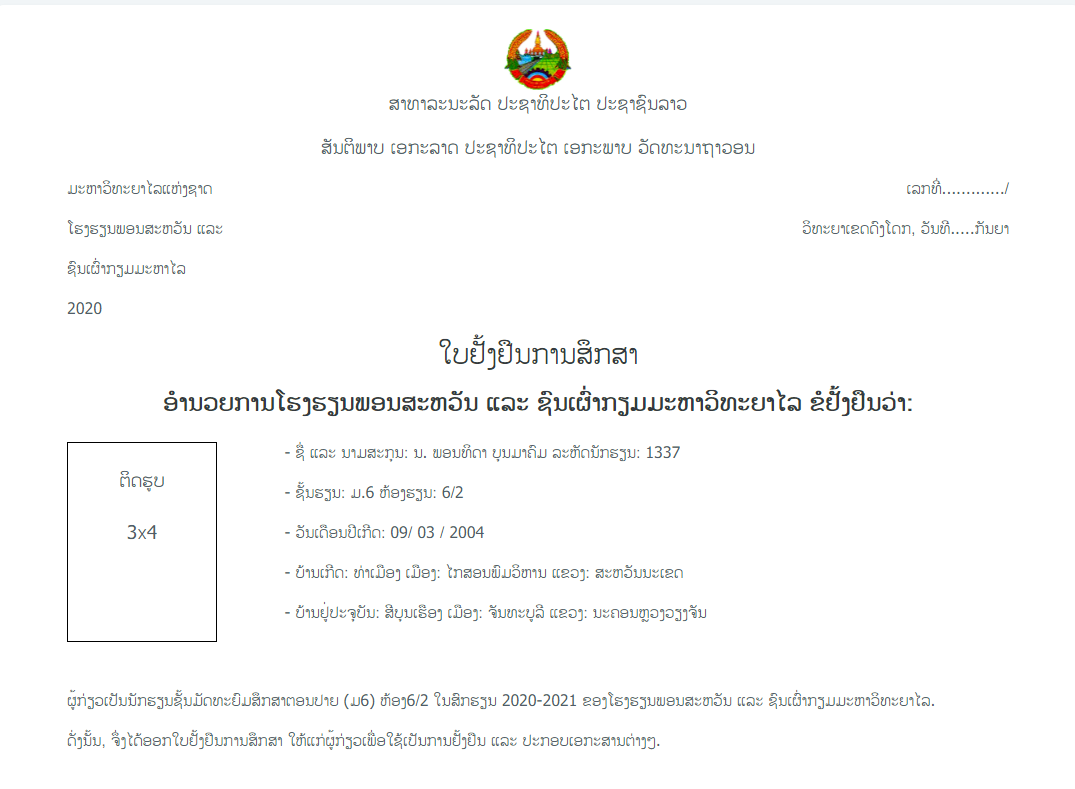 ສາທາລະນະລັດ ປະຊາທິປະໄຕ ປະຊາຊົນລາວ
ສັນຕິພາບ ເອກະລາດ ປະຊາທິປະໄຕ ເອກະພາບ ວັດທະນາຖາວອນ
ມະຫາວິທະຍາໄລແຫ່ງຊາດ
ເລກທີ່............./
ໂຮງຮຽນພອນສະຫວັນ ແລະ
ວິທະຍາເຂດດົງໂດກ, ວັນທີ.....ກັນຍາ
ຊົນເຜົ່າກຽມມະຫາໄລ
2020
ໃບຢັ້ງຢືນການສຶກສາ
ອຳນວຍການໂຮງຮຽນພອນສະຫວັນ ແລະ ຊົນເຜົ່າກຽມມະຫາວິທະຍາໄລ ຂໍຢັ້ງຢືນວ່າ:
ຕິດຮູບ
3x4
- ຊື່ ແລະ ນາມສະກຸນ: ນ. ພອນທິດາ ບຸນມາຄົມ ລະຫັດນັກຮຽນ: 1337
- ຊັ້ນຮຽນ: ມ.6 ຫ້ອງຮຽນ: 6/2
- ວັນເດືອນປີເກີດ: 09/ 03 / 2004
- ບ້ານເກີດ: ທ່າເມືອງ ເມືອງ: ໄກສອນພົມວິຫານ ແຂວງ: ສະຫວັນນະເຂດ
- ບ້ານຢູ່ປະຈຸບັນ: ສີບຸນເຮືອງ ເມືອງ: ຈັນທະບູລີ ແຂວງ: ນະຄອນຫຼວງວຽງຈັນ
ຜູ້ກ່ຽວເປັນນັກຮຽນຊັ້ນມັດທະຍົມສຶກສາຕອນປາຍ (ມ6) ຫ້ອງ6/2 ໃນສົກຮຽນ 2020-2021 ຂອງໂຮງຮຽນພອນສະຫວັນ ແລະ ຊົນເຜົ່າກຽມມະຫາວິທະຍາໄລ.
ດັ່ງນັ້ນ, ຈຶ່ງໄດ້ອອກໃບຢັ້ງຢືນການສຶກສາ ໃຫ້ແກ່ຜູ້ກ່ຽວເພື່ອໃຊ້ເປັນການຢັ້ງຢືນ ແລະ ປະກອບເອກະສານຕ່າງໆ.